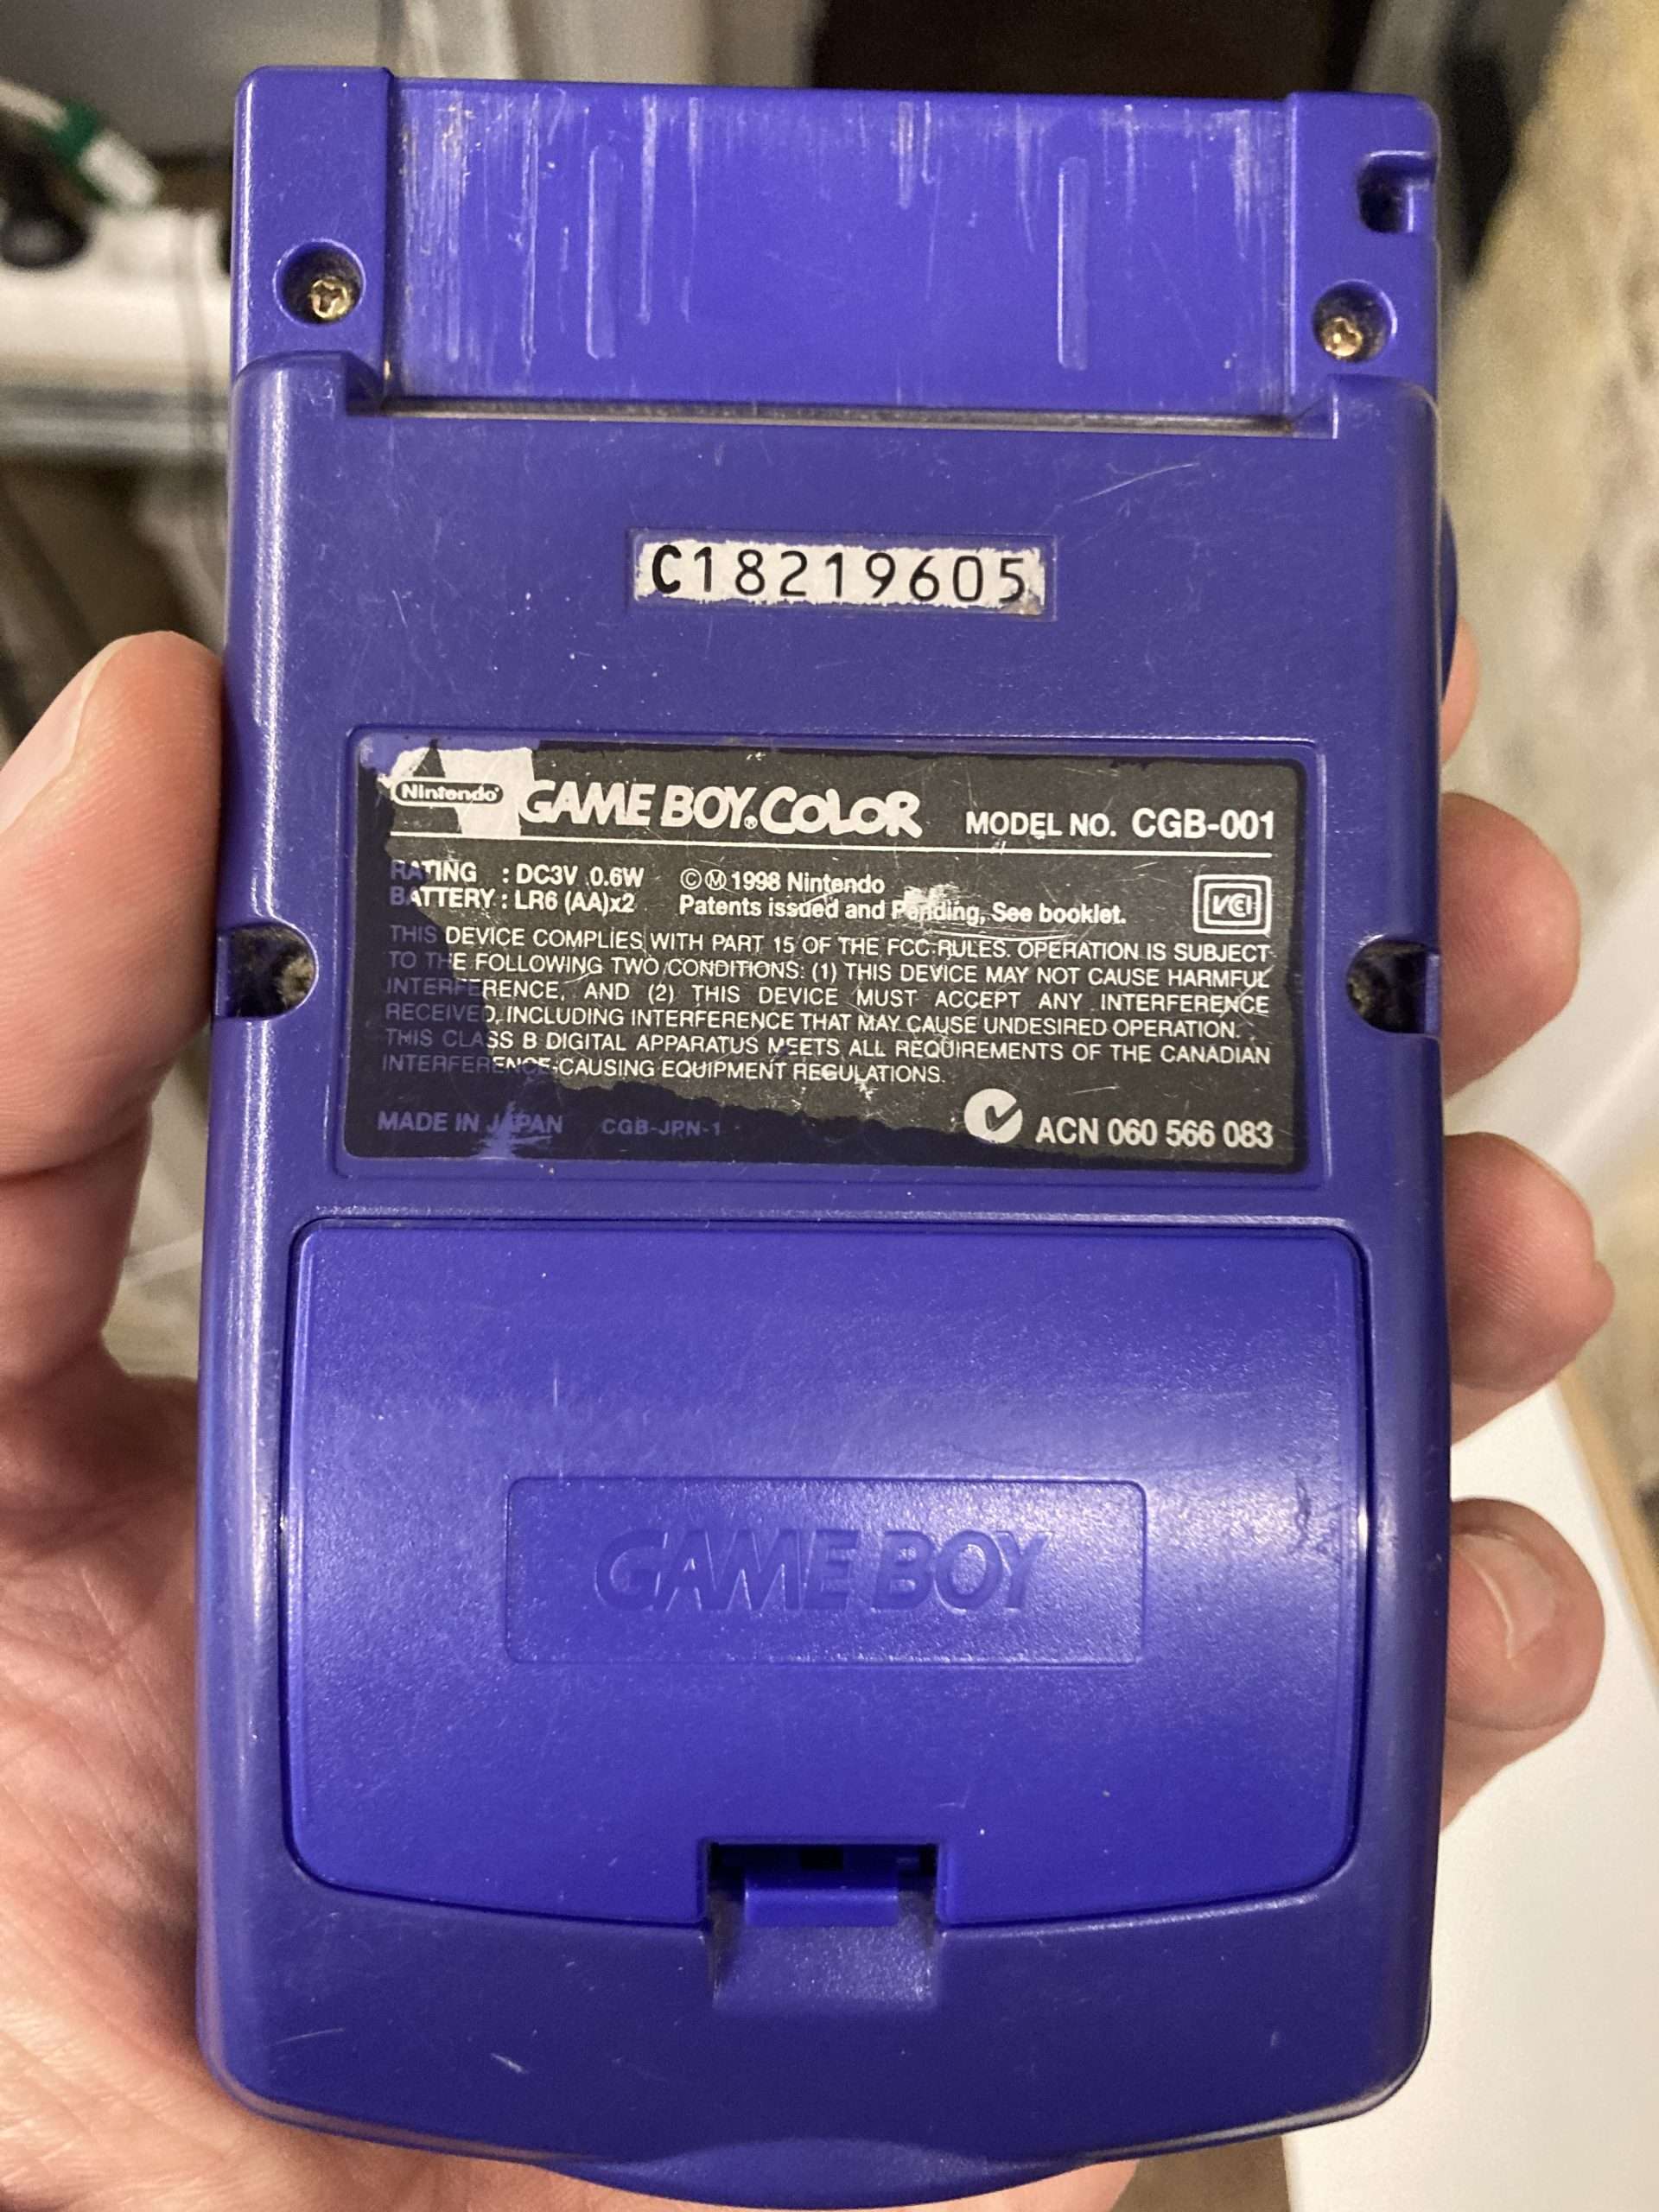 C18219605
Nintendo GAME BOY® COLOR MODEL NO. CGB-001
RATING : DC3V 0.6W ©Ⓜ1998 Nintendo
BATTERY : LR6 (AA)x2 Patents issued and Pending, See booklet.
VCI
THIS DEVICE COMPLIES WITH PART 15 OF THE FCC RULES. OPERATION IS SUBJECT
TO THE FOLLOWING TWO CONDITIONS: (1) THIS DEVICE MAY NOT CAUSE HARMFUL
INTERFERENCE, AND (2) THIS DEVICE MUST ACCEPT ANY INTERFERENCE
RECEIVED, INCLUDING INTERFERENCE THAT MAY CAUSE UNDESIRED OPERATION.
THIS CLASS B DIGITAL APPARATUS MEETS ALL REQUIREMENTS OF THE CANADIAN
INTERFERENCE-CAUSING EQUIPMENT REGULATIONS.
MADE IN JAPAN CGB-JPN-1 ACN 060 566 083
GAME BOY